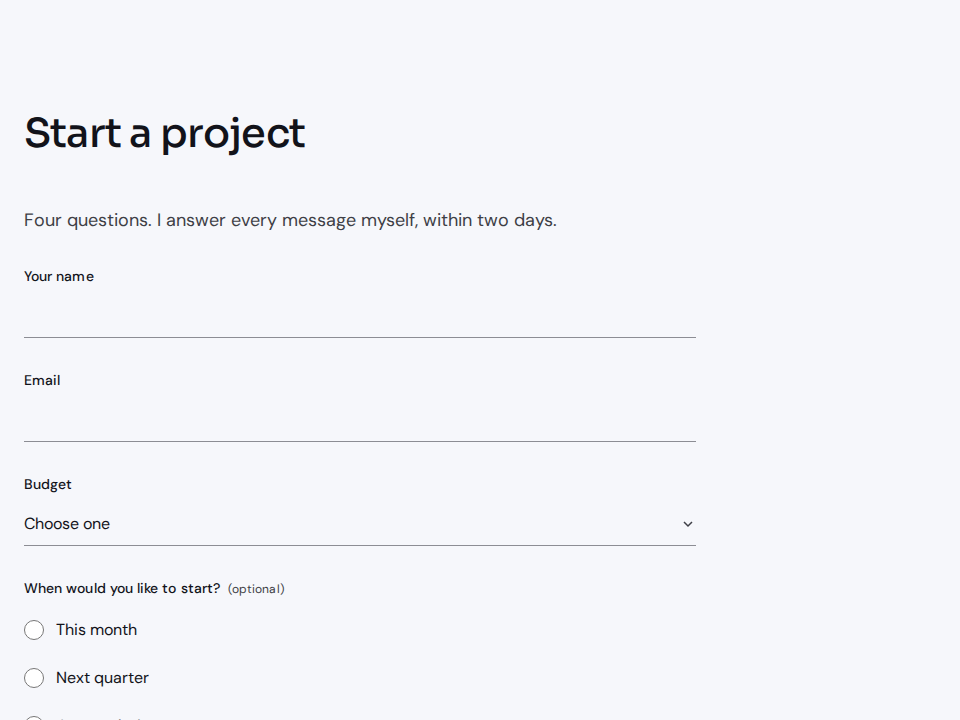 Start a project
Four questions. I answer every message myself, within two days.
Your name
Email
Budget
Choose one
When would you like to start? (optional)
This month
Next quarter